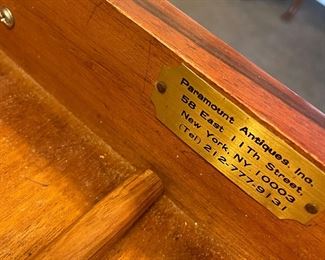 Paramount Antiques, Inc.
58 East 11Th Street,
New York, NY 10003
(Tel) 212-777-9131